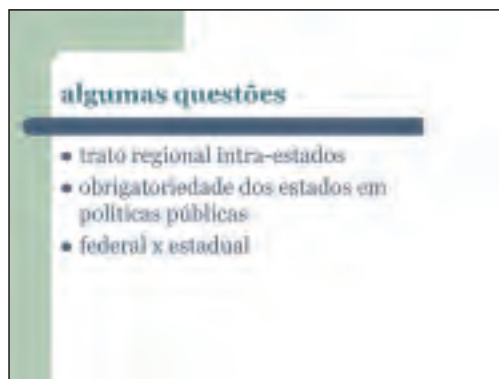 algumas questões
• trato regional intra-estados
• obrigatoriedade dos estados em
políticas públicas
• federal x estadual